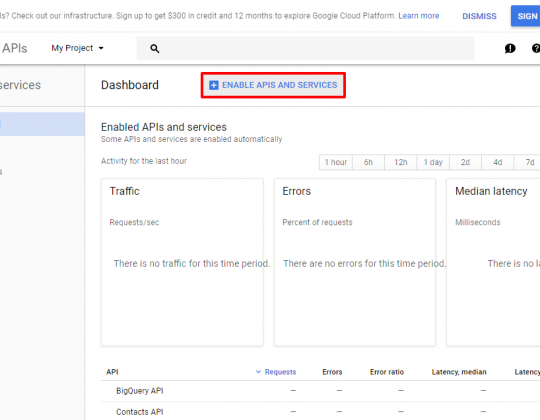 ls? Check out our infrastructure. Sign up to get $300 in credit and 12 months to explore Google Cloud Platform. Learn more DISMISS SIGN
APIs My Project
ervices Dashboard ENABLE APIS AND SERVICES
Enabled APIs and services
Some APIs and services are enabled automatically
Activity for the last hour 1 hour 6h 12h 1 day 2d 4d 7d
Traffic Errors Median latency
Requests/sec Percent of requests Milliseconds
There is no traffic for this time period. There are no errors for this time period. There is no la
API Requests Errors Error ratio Latency, median Latency
BigQuery API — — — —
Contacts API — — — —